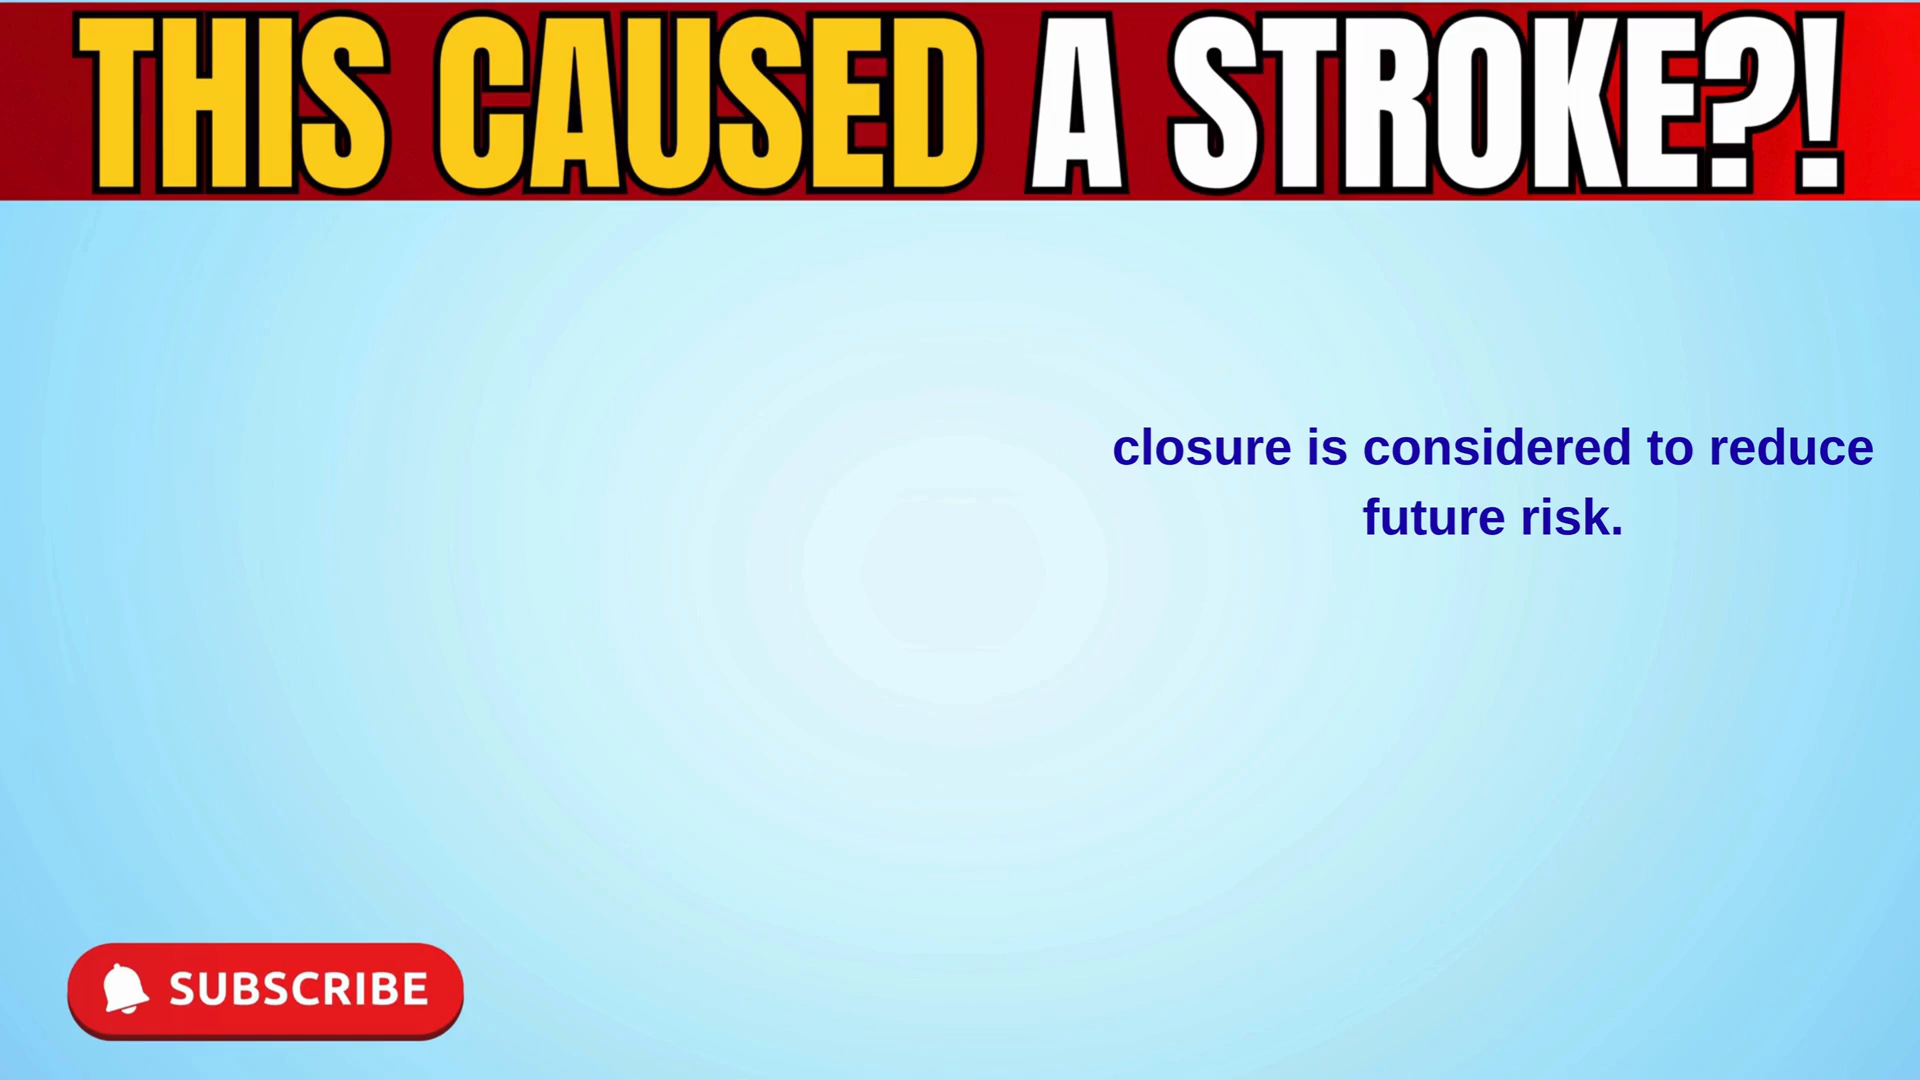 THIS CAUSED A STROKE?!
closure is considered to reduce
future risk.
SUBSCRIBE